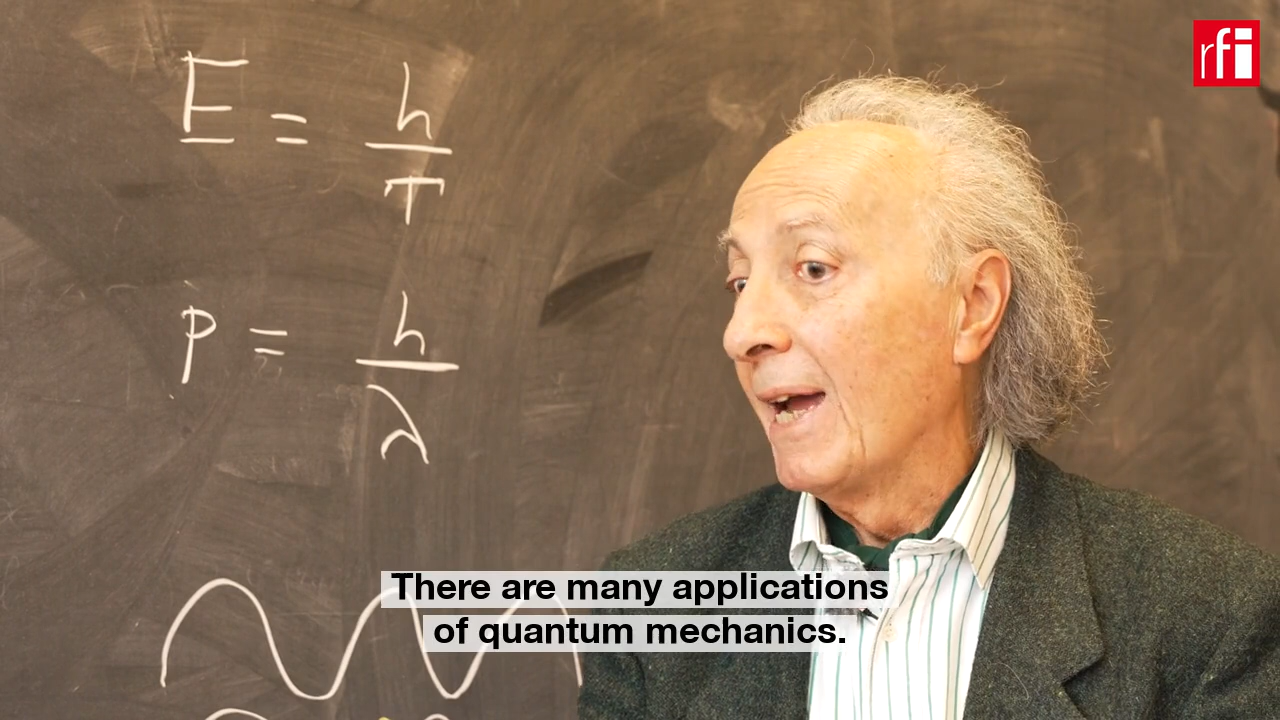 rfi
E = h / T
p = h / λ
There are many applications
of quantum mechanics.